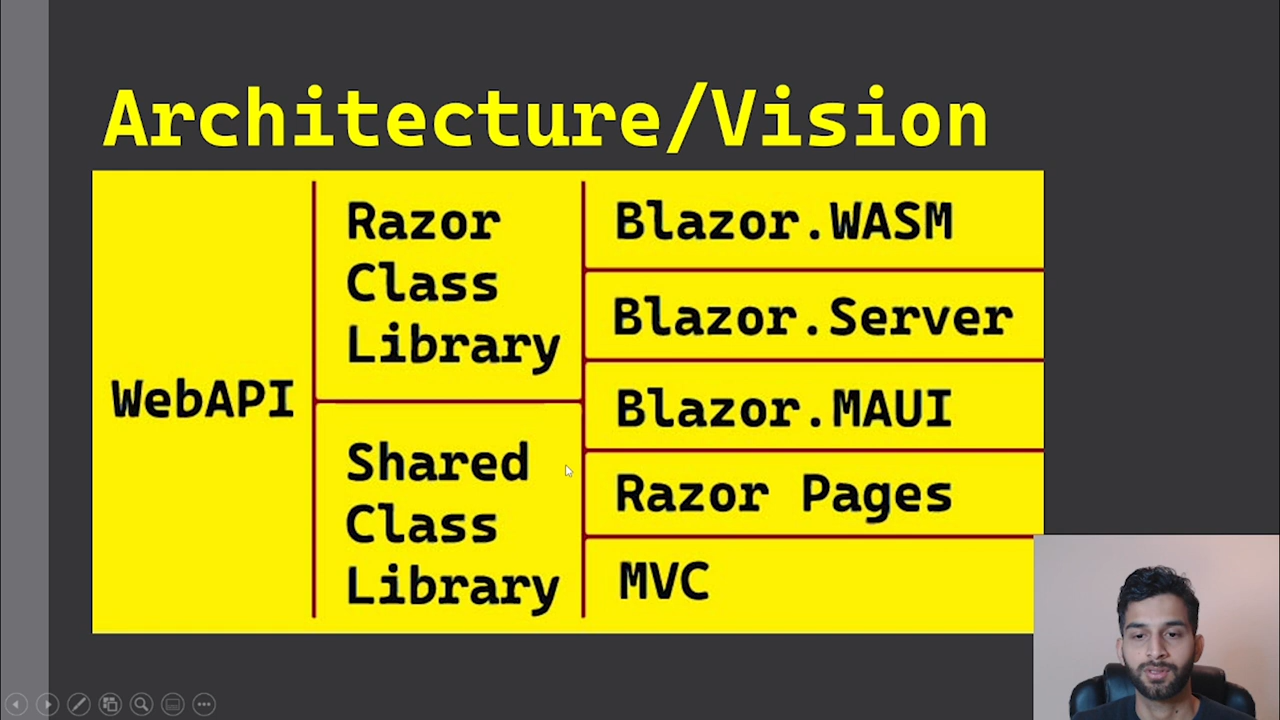 Architecture/Vision
WebAPI
Razor
Class
Library
Shared
Class
Library
Blazor.WASM
Blazor.Server
Blazor.MAUI
Razor Pages
MVC